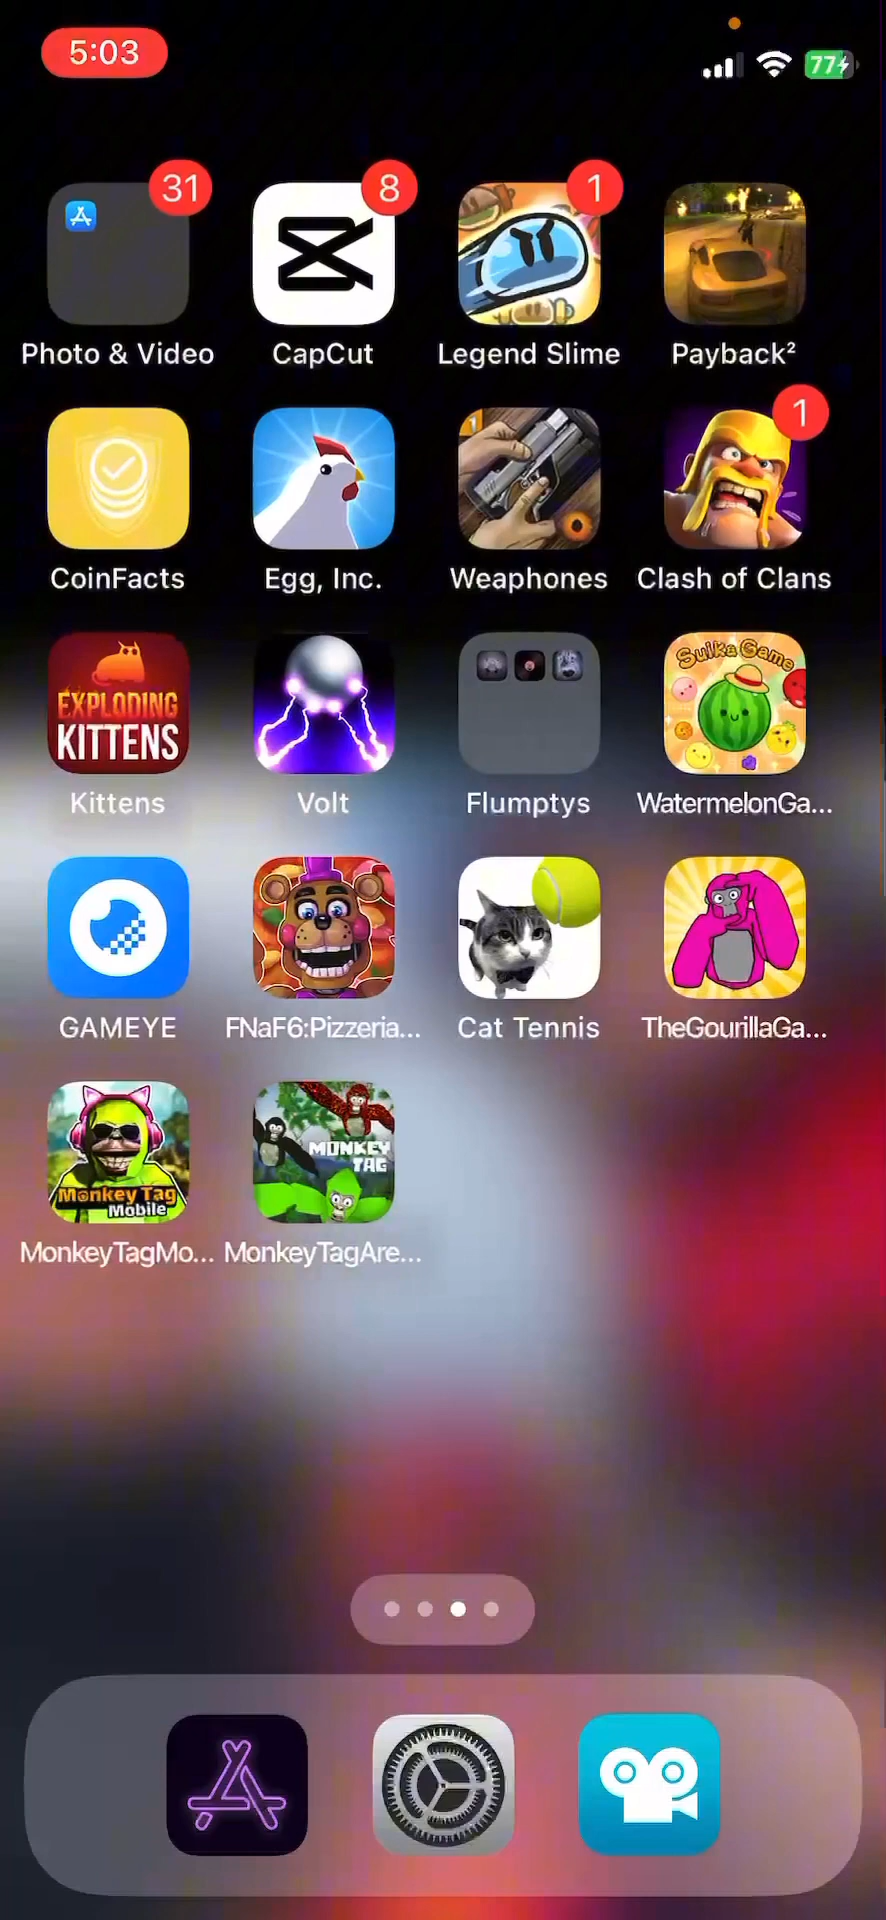 5:03
77
31
8
1
Photo & Video
CapCut
Legend Slime
Payback²
1
CoinFacts
Egg, Inc.
Weaphones
Clash of Clans
EXPLODING
KITTENS
Suika Game
Kittens
Volt
Flumptys
WatermelonGa...
GAMEYE
FNaF6:Pizzeria...
Cat Tennis
TheGourillaGa...
Monkey Tag
Mobile
MONKEY
TAG
MonkeyTagMo...
MonkeyTagAre...